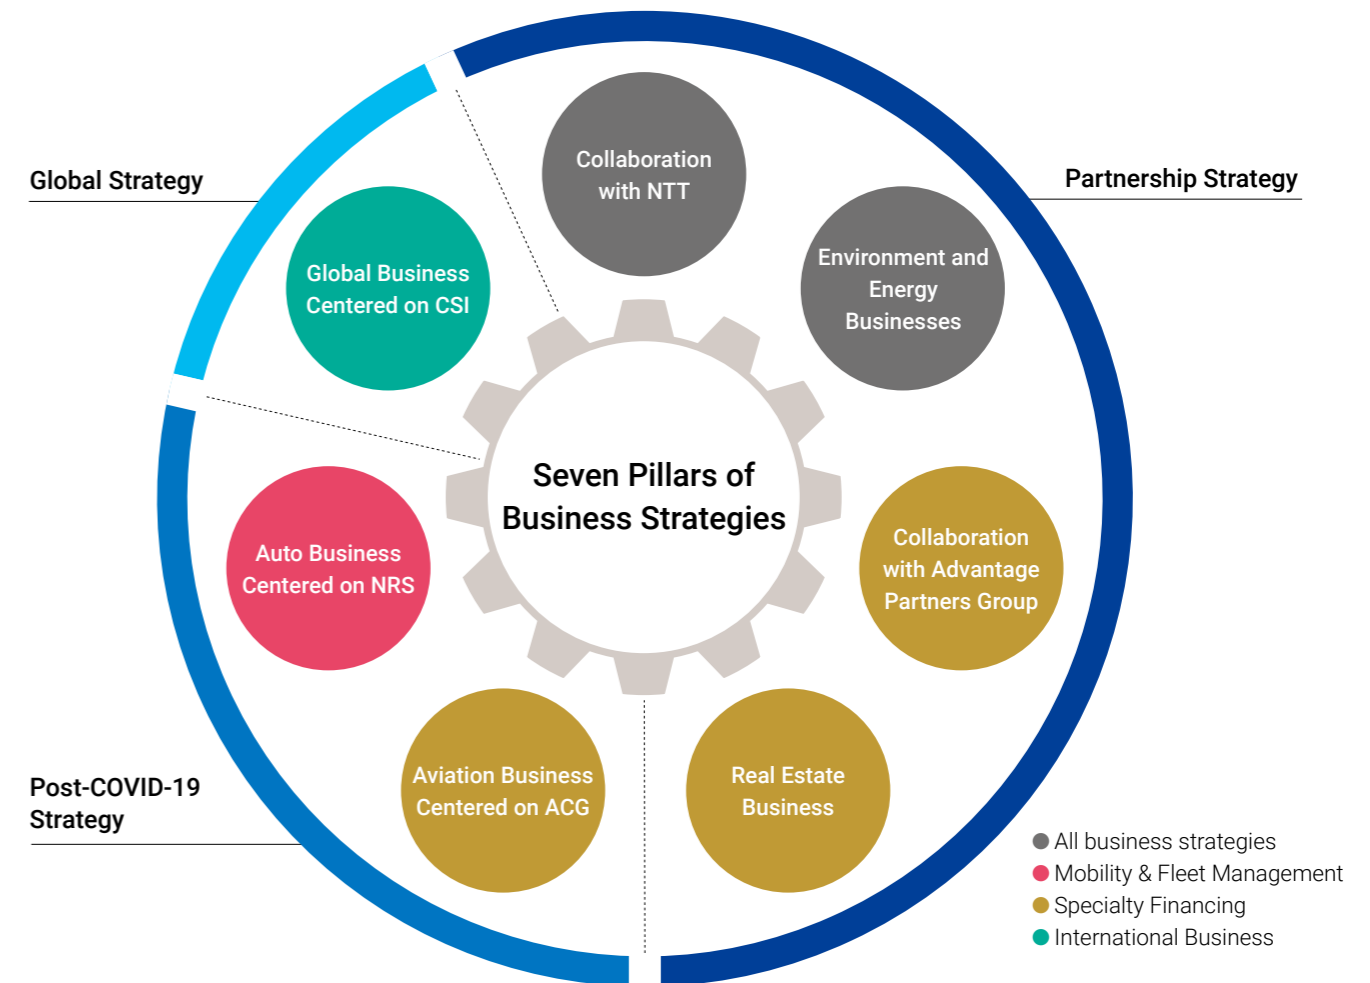 Global Strategy
Partnership Strategy
Collaboration
with NTT
Environment and
Energy
Businesses
Global Business
Centered on CSI
Seven Pillars of
Business Strategies
Auto Business
Centered on NRS
Collaboration
with Advantage
Partners Group
Aviation Business
Centered on ACG
Real Estate
Business
Post-COVID-19
Strategy
All business strategies
Mobility & Fleet Management
Specialty Financing
International Business